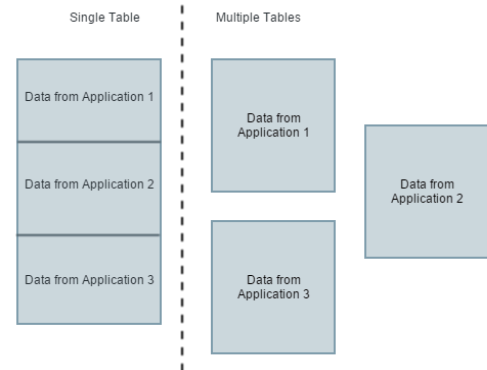 Single Table
Multiple Tables
Data from Application 1
Data from Application 2
Data from Application 3
Data from
Application 1
Data from
Application 2
Data from
Application 3